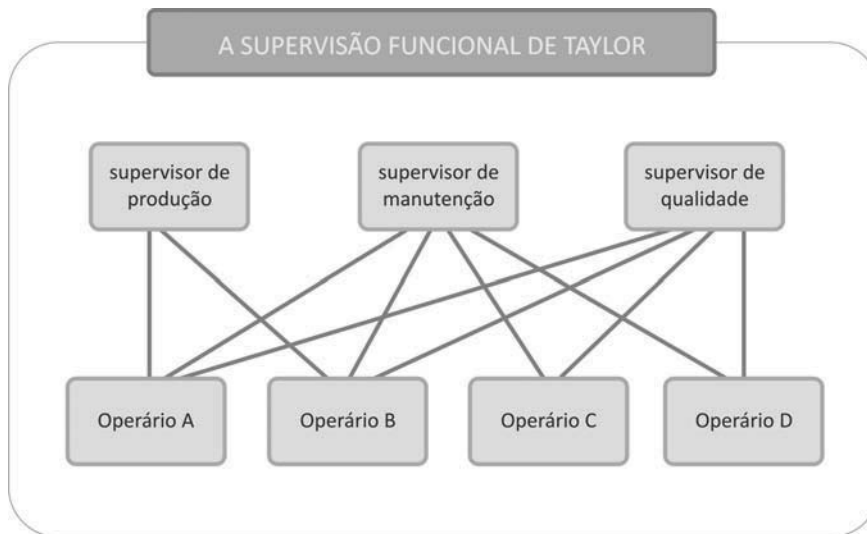 A SUPERVISÃO FUNCIONAL DE TAYLOR
supervisor de
produção
supervisor de
manutenção
supervisor de
qualidade
Operário A
Operário B
Operário C
Operário D